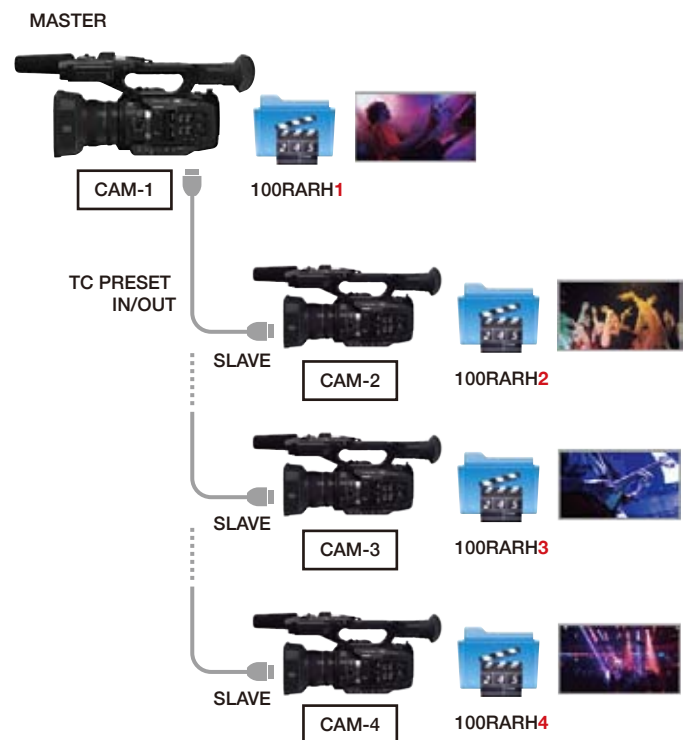 MASTER
CAM-1
100RARH1
TC PRESET
IN/OUT
SLAVE
CAM-2
100RARH2
SLAVE
CAM-3
100RARH3
SLAVE
CAM-4
100RARH4